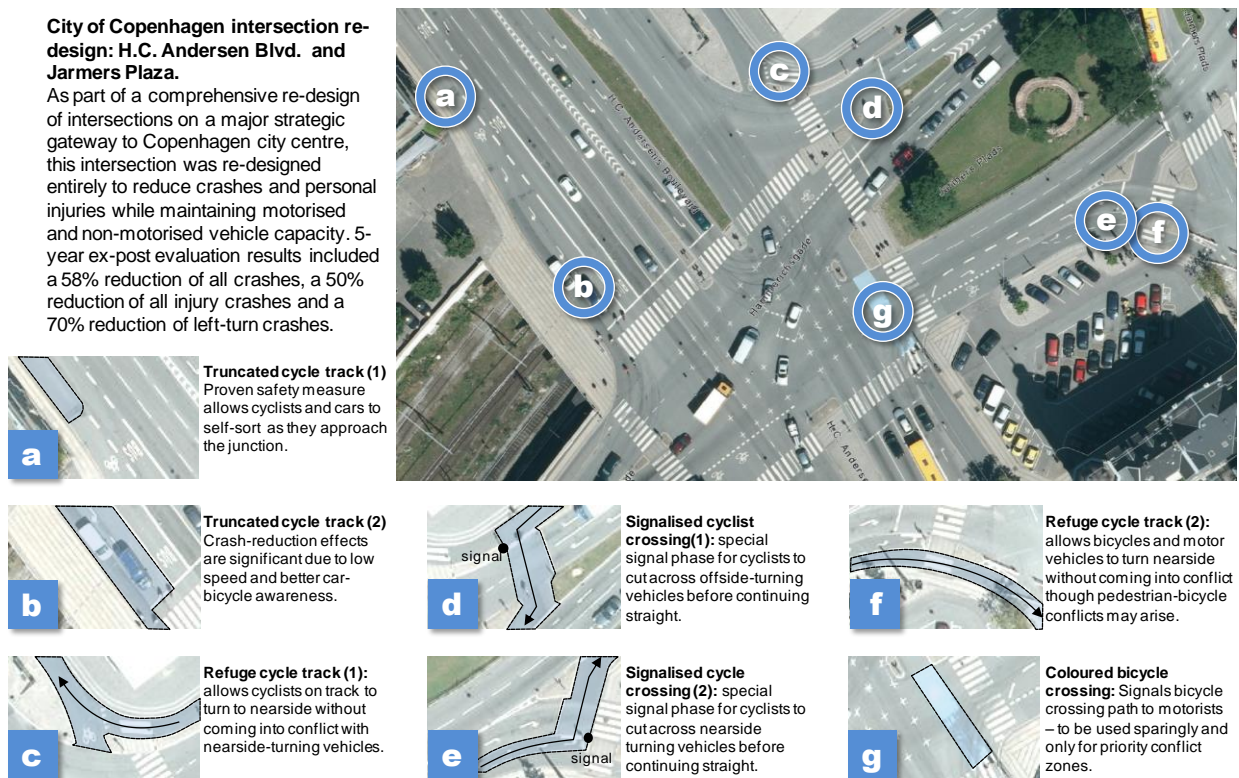 City of Copenhagen intersection re-
design: H.C. Andersen Blvd. and
Jarmers Plaza.
As part of a comprehensive re-design
of intersections on a major strategic
gateway to Copenhagen city centre,
this intersection was re-designed
entirely to reduce crashes and personal
injuries while maintaining motorised
and non-motorised vehicle capacity. 5-
year ex-post evaluation results included
a 58% reduction of all crashes, a 50%
reduction of all injury crashes and a
70% reduction of left-turn crashes.
a
b
c
d
e
f
g
H.C. Andersens Boulevard
Jarmers Plads
H.C. Anderse
Plads
a
Truncated cycle track (1)
Proven safety measure
allows cyclists and cars to
self-sort as they approach
the junction.
b
Truncated cycle track (2)
Crash-reduction effects
are significant due to low
speed and better car-
bicycle awareness.
c
Refuge cycle track (1):
allows cyclists on track to
turn to nearside without
coming into conflict with
nearside-turning vehicles.
signal
d
Signalised cyclist
crossing(1): special
signal phase for cyclists to
cut across offside-turning
vehicles before continuing
straight.
signal
e
Signalised cycle
crossing (2): special
signal phase for cyclists to
cut across nearside
turning vehicles before
continuing straight.
f
Refuge cycle track (2):
allows bicycles and motor
vehicles to turn nearside
without coming into conflict
though pedestrian-bicycle
conflicts may arise.
g
Coloured bicycle
crossing: Signals bicycle
crossing path to motorists
– to be used sparingly and
only for priority conflict
zones.